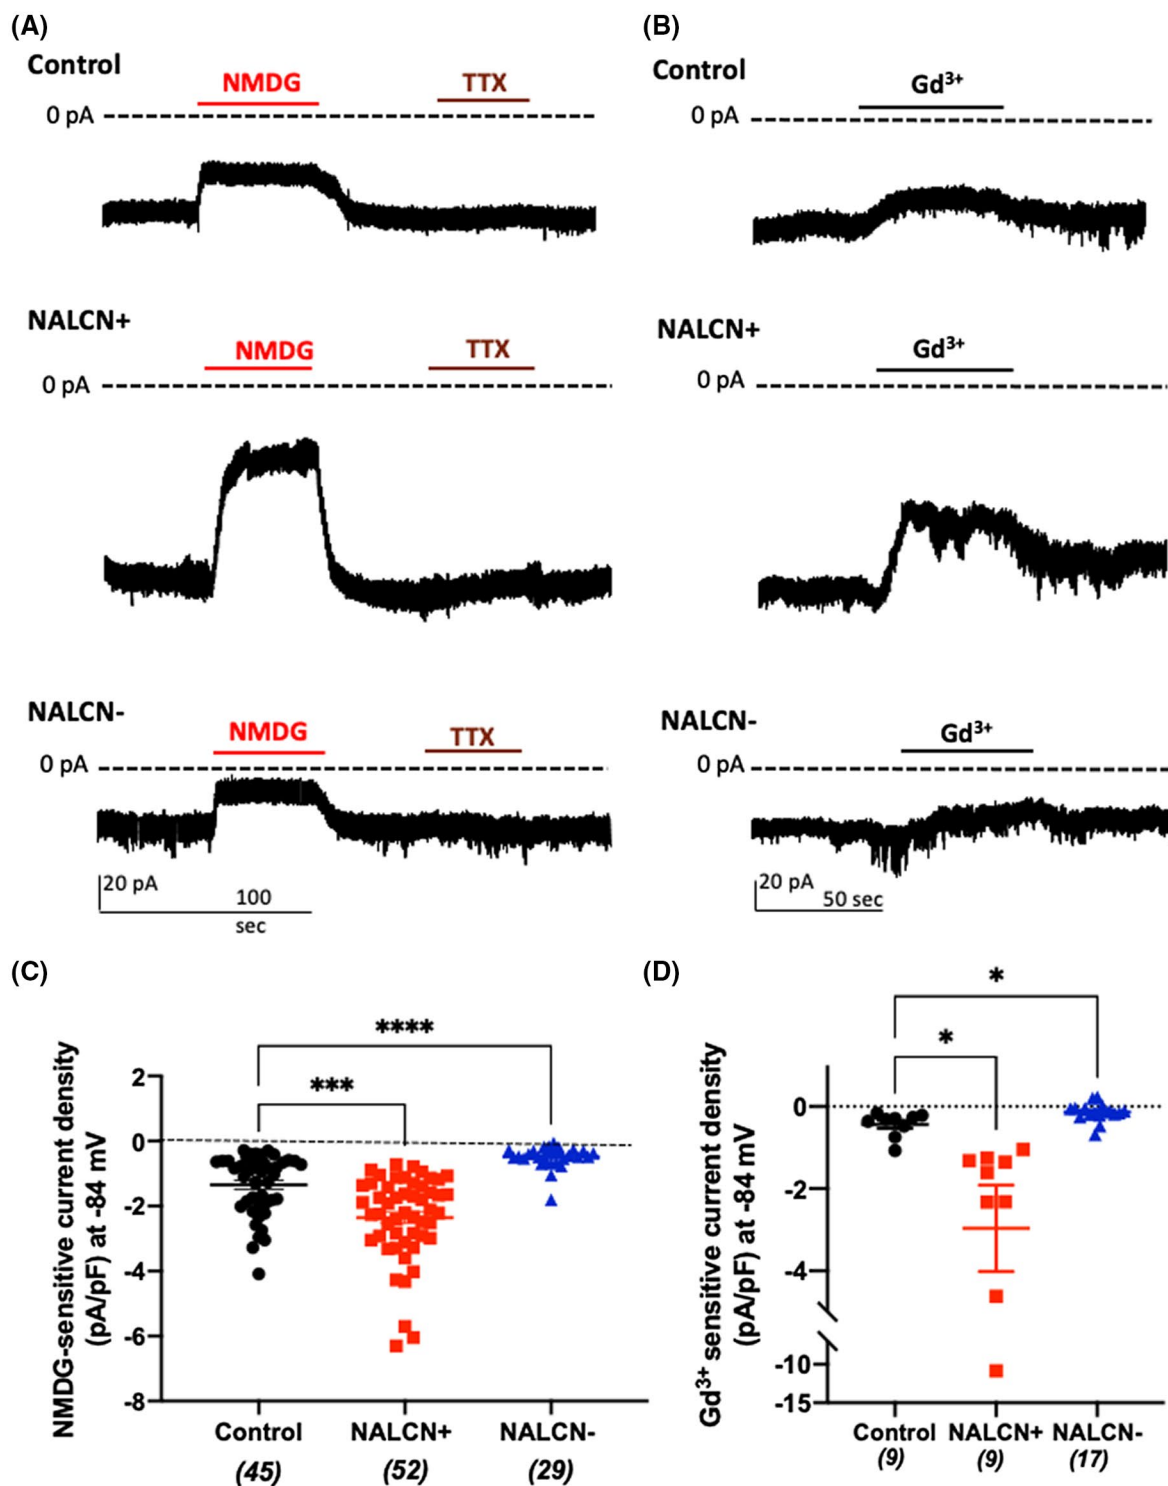 (A)
Control
NMDG
TTX
0 pA
NALCN+
NMDG
TTX
0 pA
NALCN-
NMDG
TTX
0 pA
20 pA
100
sec
(B)
Control
Gd³⁺
0 pA
NALCN+
Gd³⁺
0 pA
NALCN-
Gd³⁺
0 pA
20 pA
50 sec
(C)
NMDG-sensitive current density
(pA/pF) at -84 mV
****
***
2
0
-2
-4
-6
-8
Control NALCN+ NALCN-
(45) (52) (29)
(D)
Gd³⁺ sensitive current density
(pA/pF) at -84 mV
*
*
0
-2
-4
-10
-15
Control NALCN+ NALCN-
(9) (9) (17)